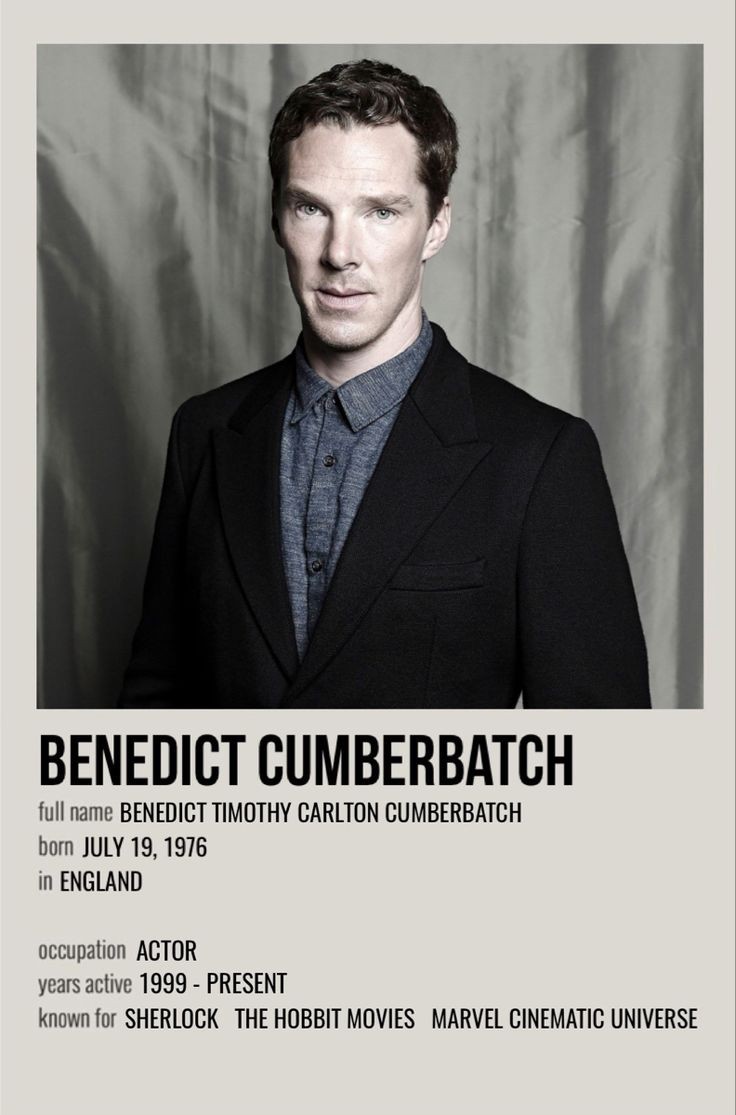 BENEDICT CUMBERBATCH
full name BENEDICT TIMOTHY CARLTON CUMBERBATCH
born JULY 19, 1976
in ENGLAND
occupation ACTOR
years active 1999 - PRESENT
known for SHERLOCK THE HOBBIT MOVIES MARVEL CINEMATIC UNIVERSE